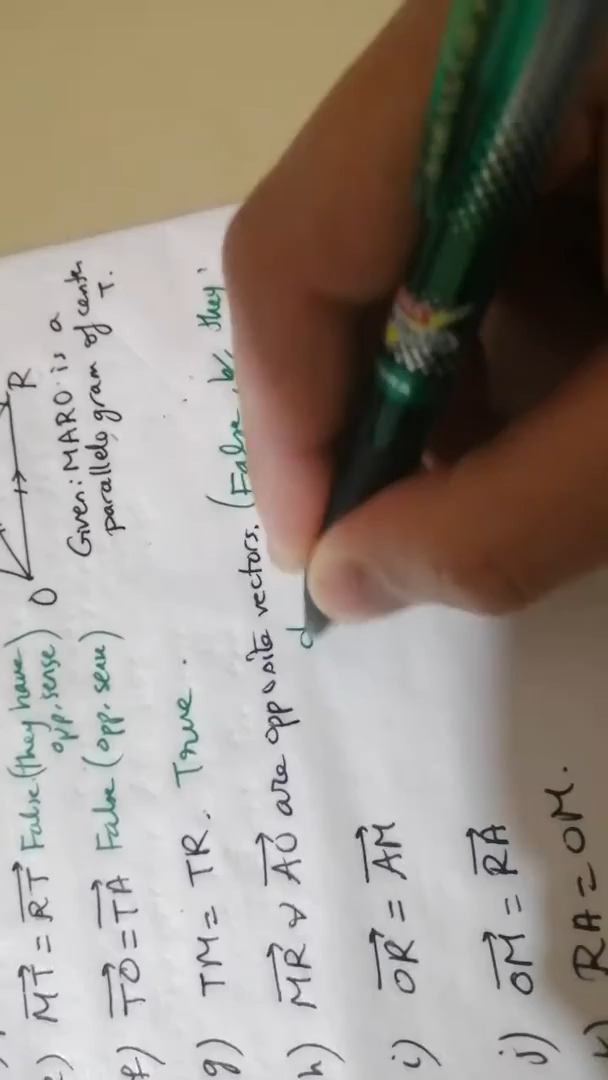 R
O
Given: MARO is a
parallelogram of center
T.
MT = RT False (they have
opp. sense)
f) TO = TA False (opp. sense)
g) TM = TR. True.
h) MR & AO are opposite vectors. (False, b/c they
d
i) OR = AM
j) OM = RA
k) RA = OM.